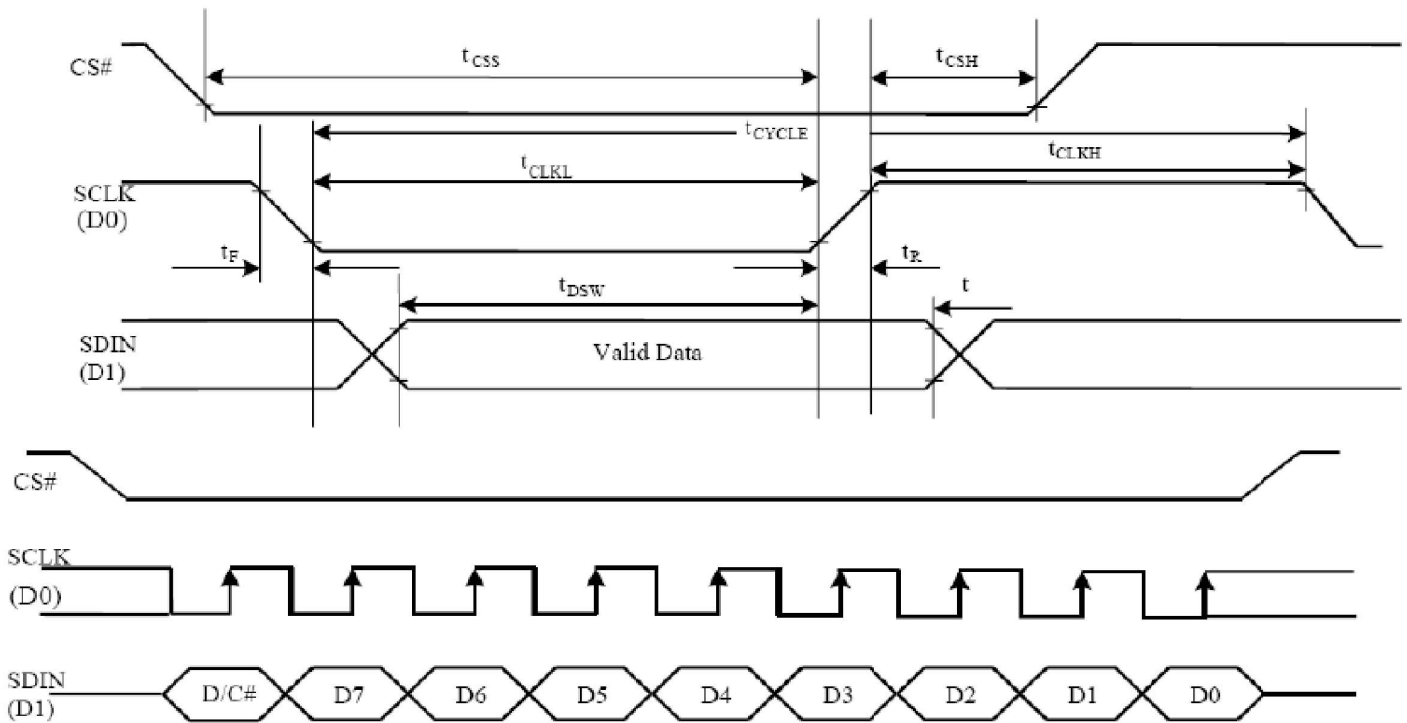 CS#
tCSS
tCSH
tCYCLE
tCLKL
tCLKH
SCLK
(D0)
tF
tR
tDSW
t
SDIN
(D1)
Valid Data
CS#
SCLK
(D0)
SDIN
(D1)
D/C# D7 D6 D5 D4 D3 D2 D1 D0